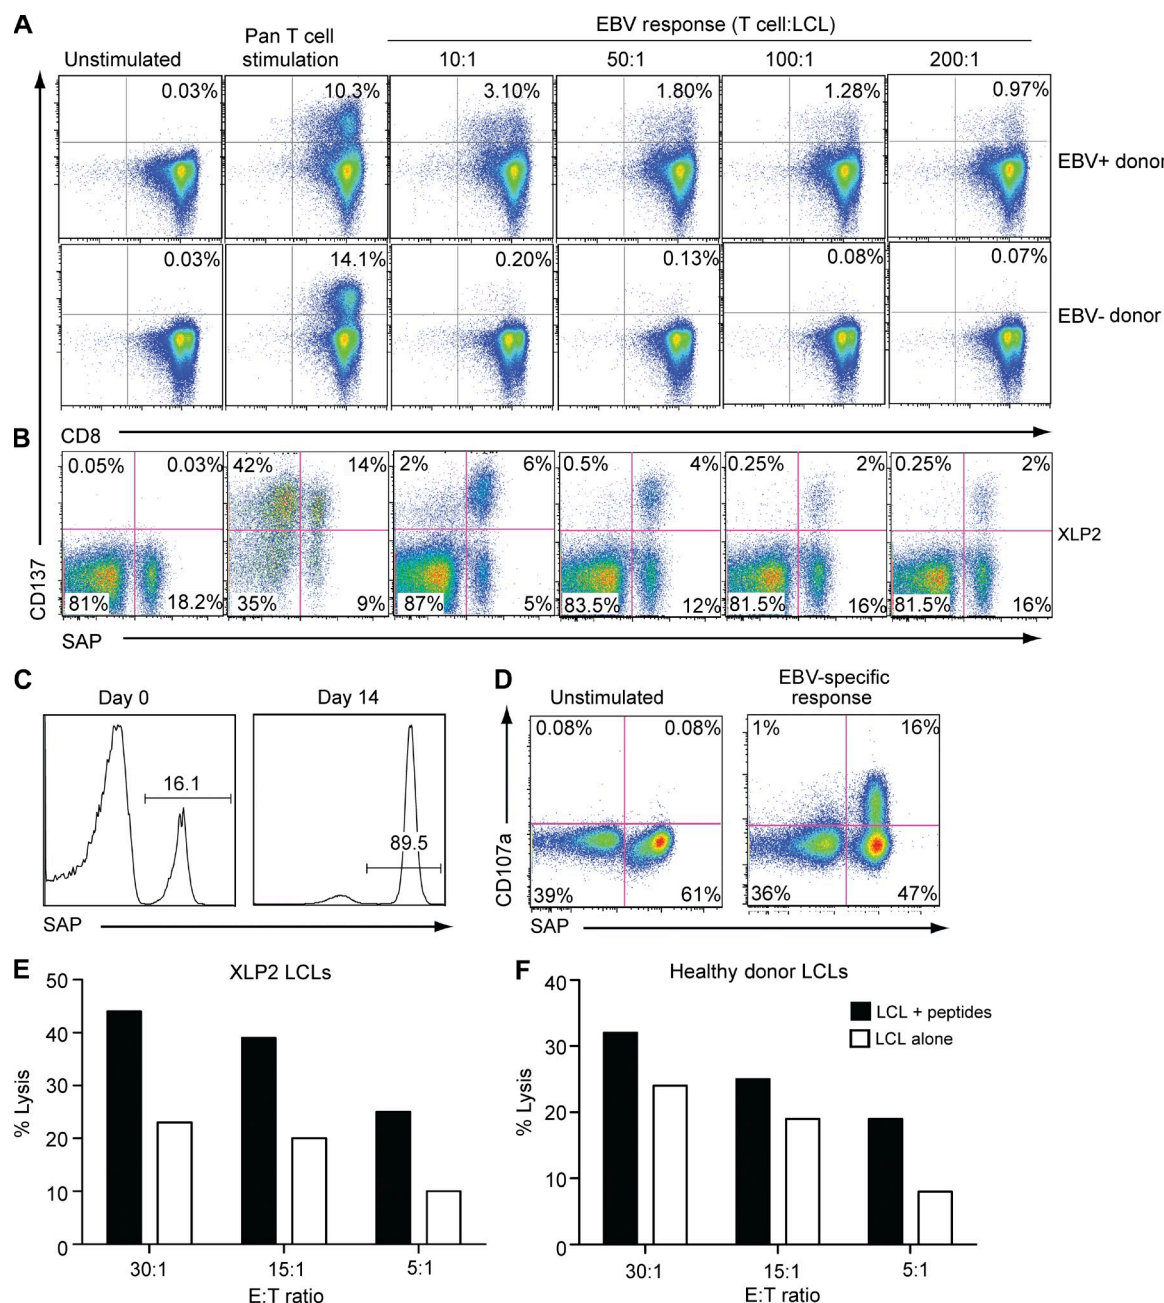 A
EBV response (T cell:LCL)
Unstimulated
Pan T cell
stimulation
10:1
50:1
100:1
200:1
0.03%
10.3%
3.10%
1.80%
1.28%
0.97%
EBV+ donor
0.03%
14.1%
0.20%
0.13%
0.08%
0.07%
EBV- donor
CD8
B
0.05%
0.03%
42%
14%
2%
6%
0.5%
4%
0.25%
2%
0.25%
2%
XLP2
81%
18.2%
35%
9%
87%
5%
83.5%
12%
81.5%
16%
81.5%
16%
CD137
SAP
C
Day 0
Day 14
16.1
89.5
SAP
D
Unstimulated
EBV-specific
response
0.08%
0.08%
1%
16%
39%
61%
36%
47%
CD107a
SAP
E
XLP2 LCLs
50
40
30
20
10
0
% Lysis
30:1
15:1
5:1
E:T ratio
F
Healthy donor LCLs
LCL + peptides
LCL alone
40
30
20
10
0
% Lysis
30:1
15:1
5:1
E:T ratio